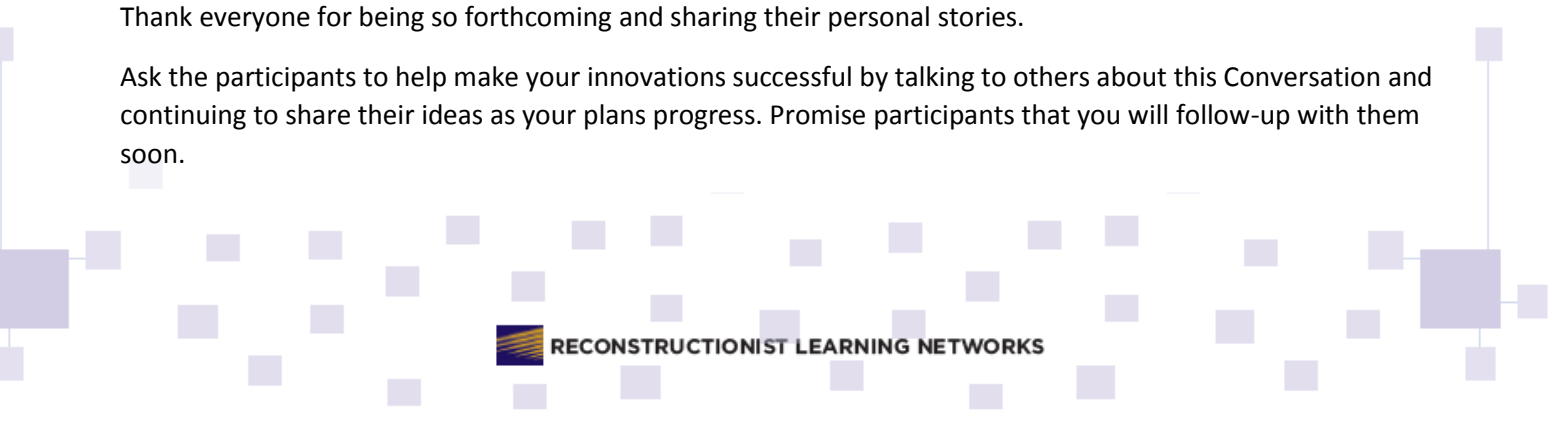 Thank everyone for being so forthcoming and sharing their personal stories.
Ask the participants to help make your innovations successful by talking to others about this Conversation and
continuing to share their ideas as your plans progress. Promise participants that you will follow-up with them
soon.
RECONSTRUCTIONIST LEARNING NETWORKS